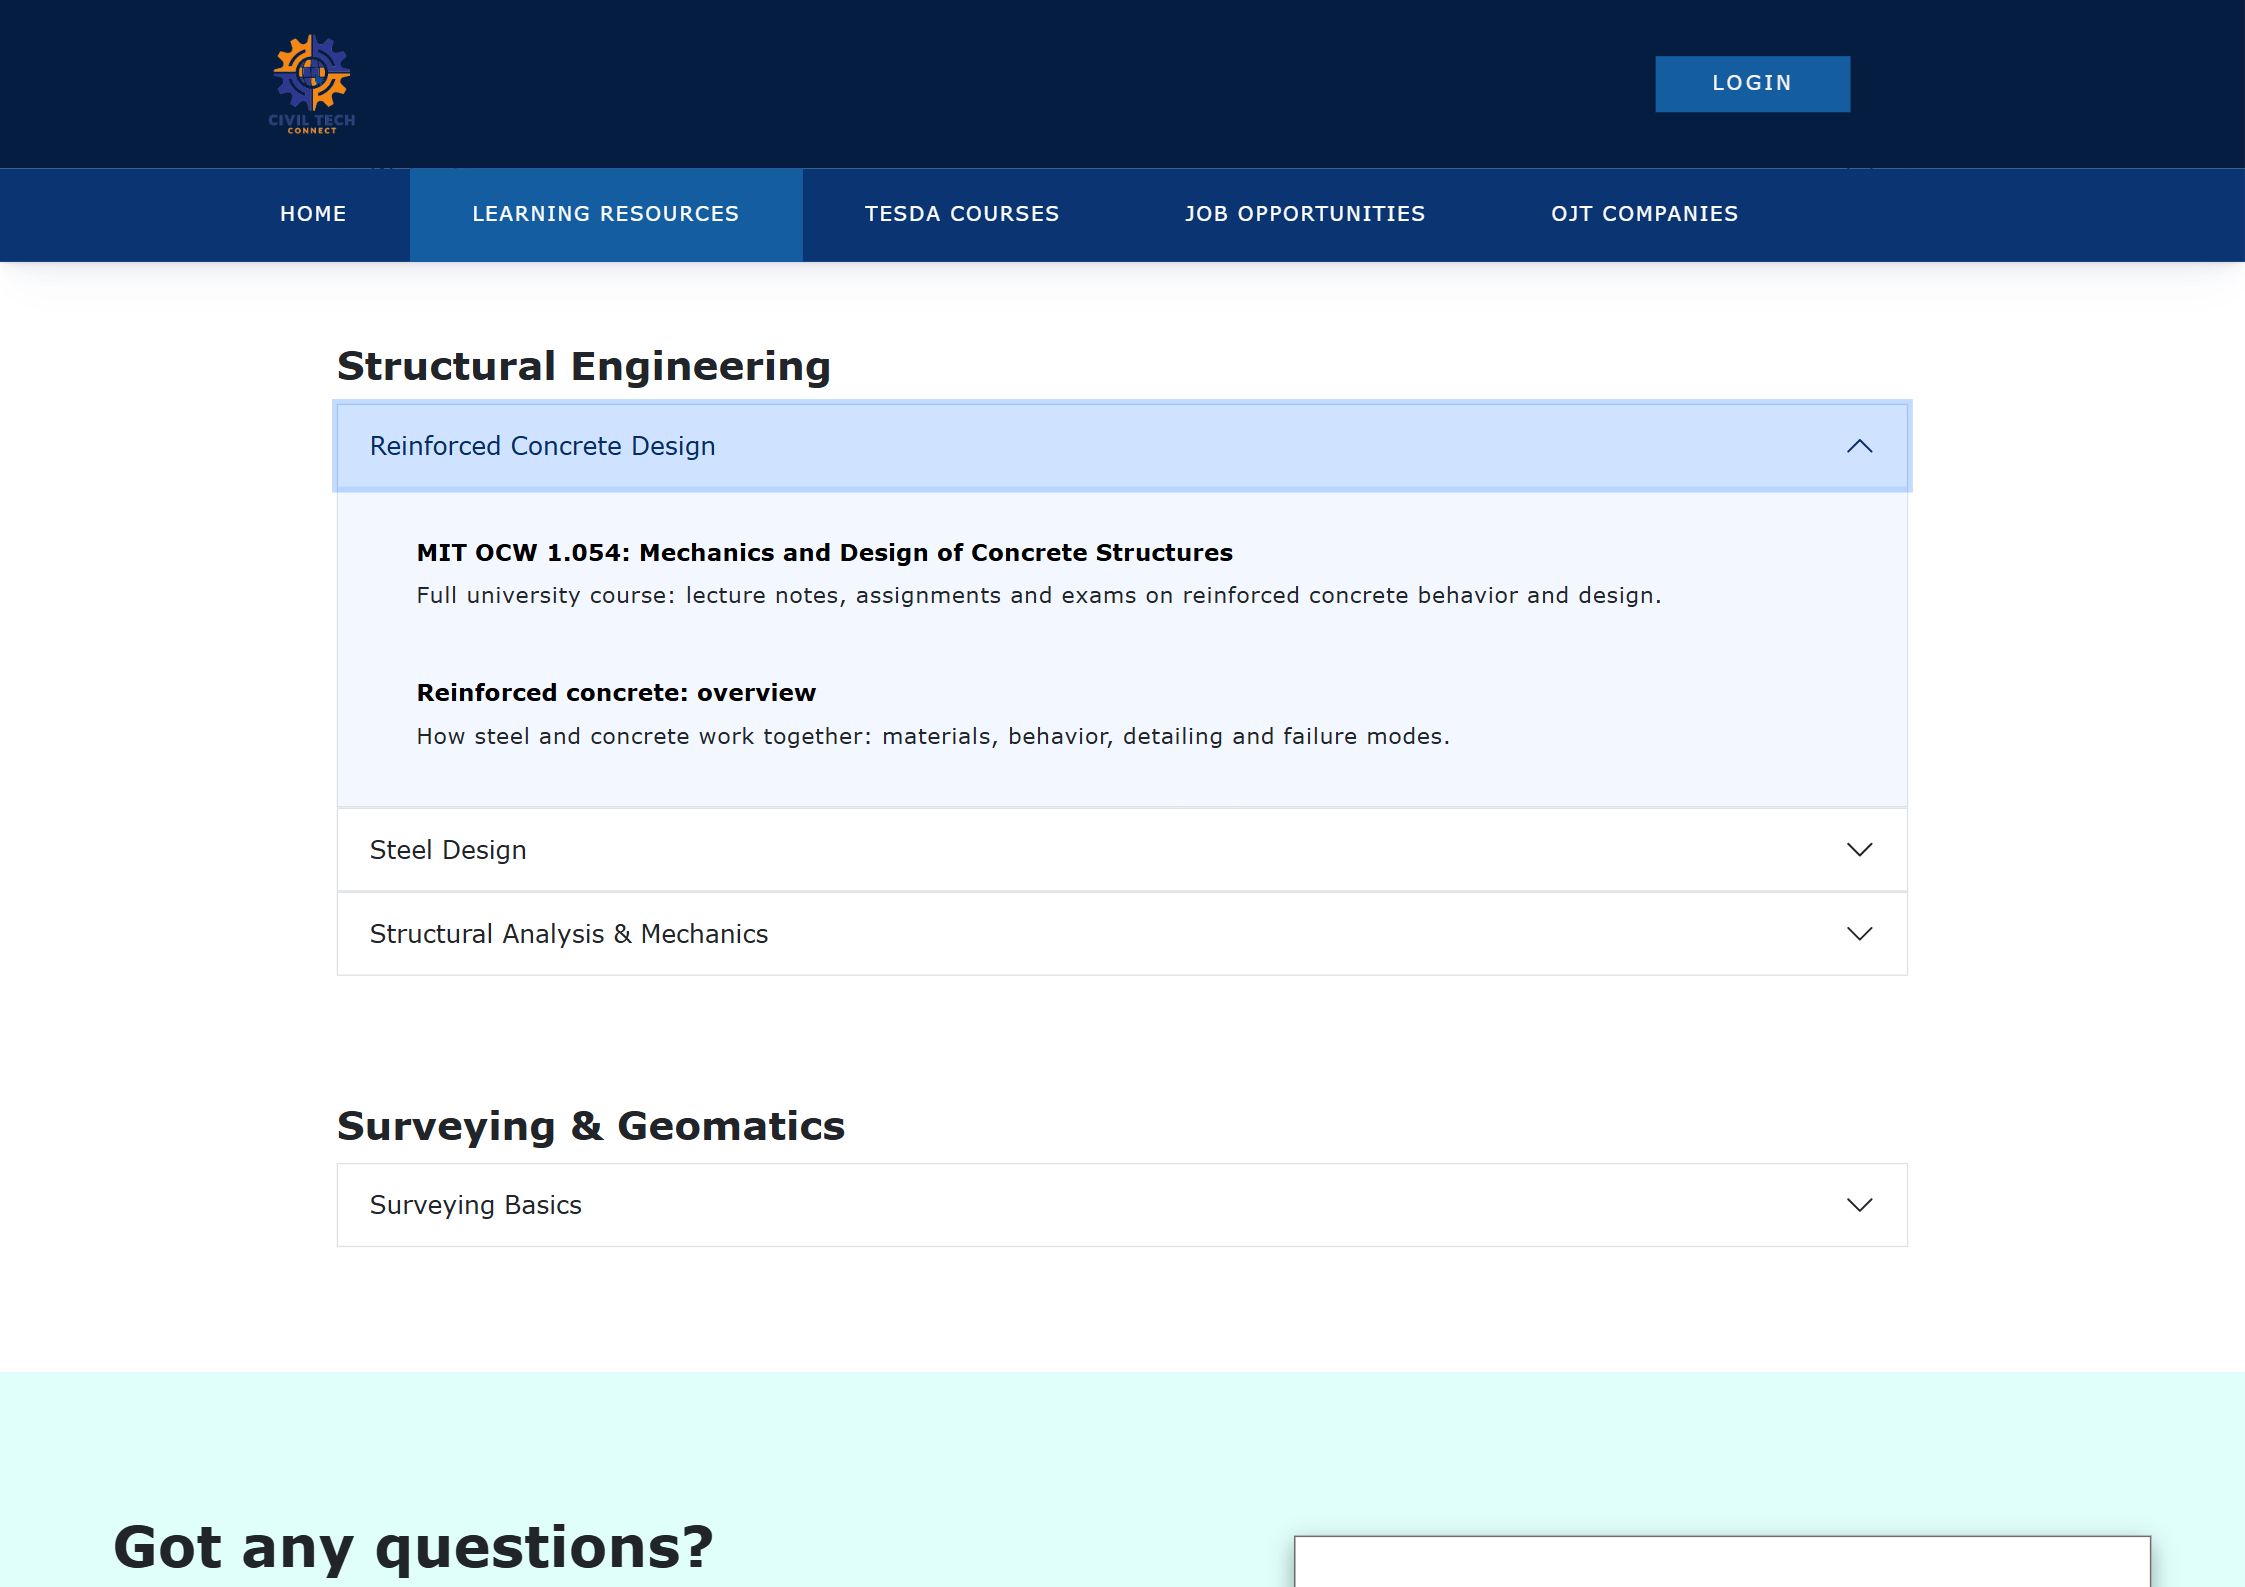 CIVIL TECH
CONNECT
LOGIN
HOME
LEARNING RESOURCES
TESDA COURSES
JOB OPPORTUNITIES
OJT COMPANIES
Structural Engineering
Reinforced Concrete Design
MIT OCW 1.054: Mechanics and Design of Concrete Structures
Full university course: lecture notes, assignments and exams on reinforced concrete behavior and design.
Reinforced concrete: overview
How steel and concrete work together: materials, behavior, detailing and failure modes.
Steel Design
Structural Analysis & Mechanics
Surveying & Geomatics
Surveying Basics
Got any questions?